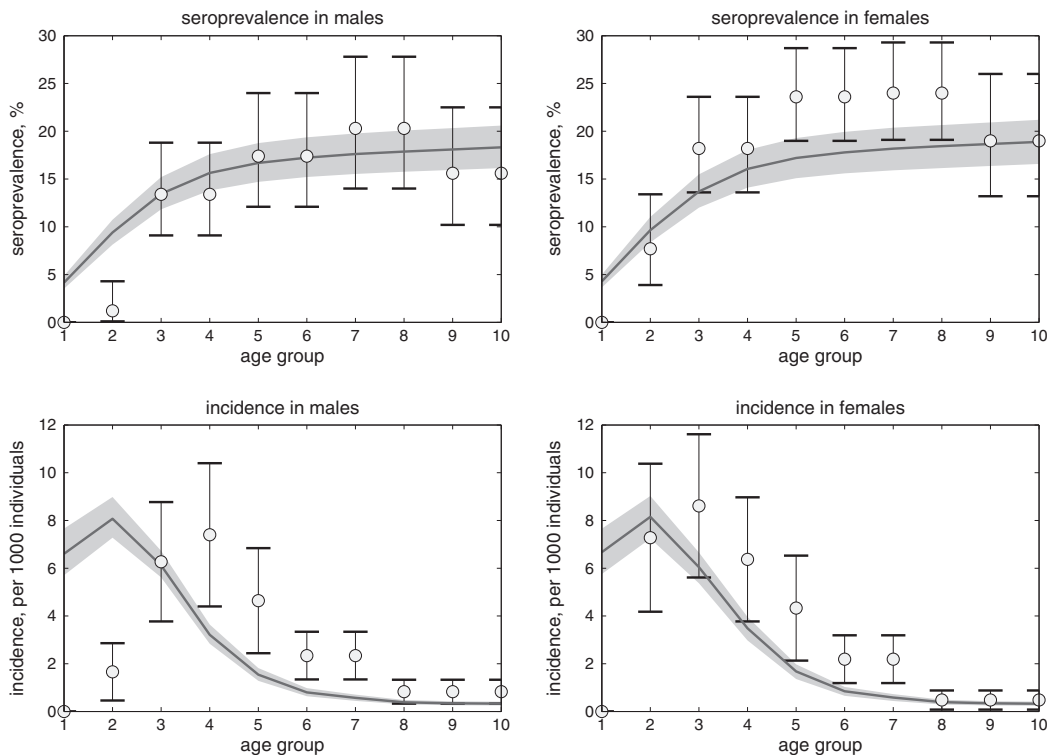 seroprevalence in males
seroprevalence, %
30
25
20
15
10
5
0
1 2 3 4 5 6 7 8 9 10
age group
seroprevalence in females
seroprevalence, %
30
25
20
15
10
5
0
1 2 3 4 5 6 7 8 9 10
age group
incidence in males
incidence, per 1000 individuals
12
10
8
6
4
2
0
1 2 3 4 5 6 7 8 9 10
age group
incidence in females
incidence, per 1000 individuals
12
10
8
6
4
2
0
1 2 3 4 5 6 7 8 9 10
age group